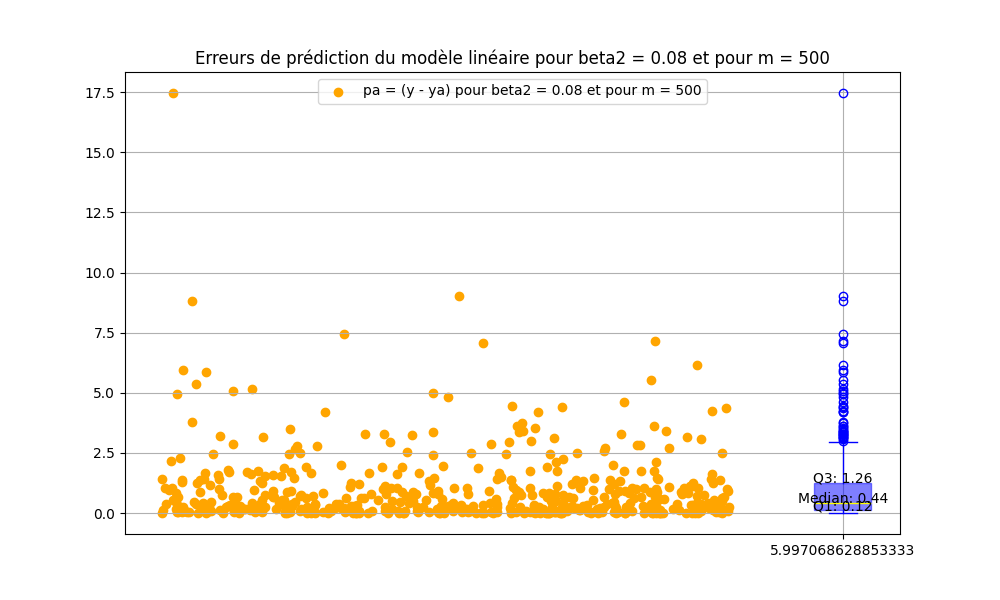 Erreurs de prédiction du modèle linéaire pour beta2 = 0.08 et pour m = 500
pa = (y - ya) pour beta2 = 0.08 et pour m = 500
17.5
15.0
12.5
10.0
7.5
5.0
2.5
0.0
Q3: 1.26
Median: 0.44
Q1: 0.12
5.997068628853333